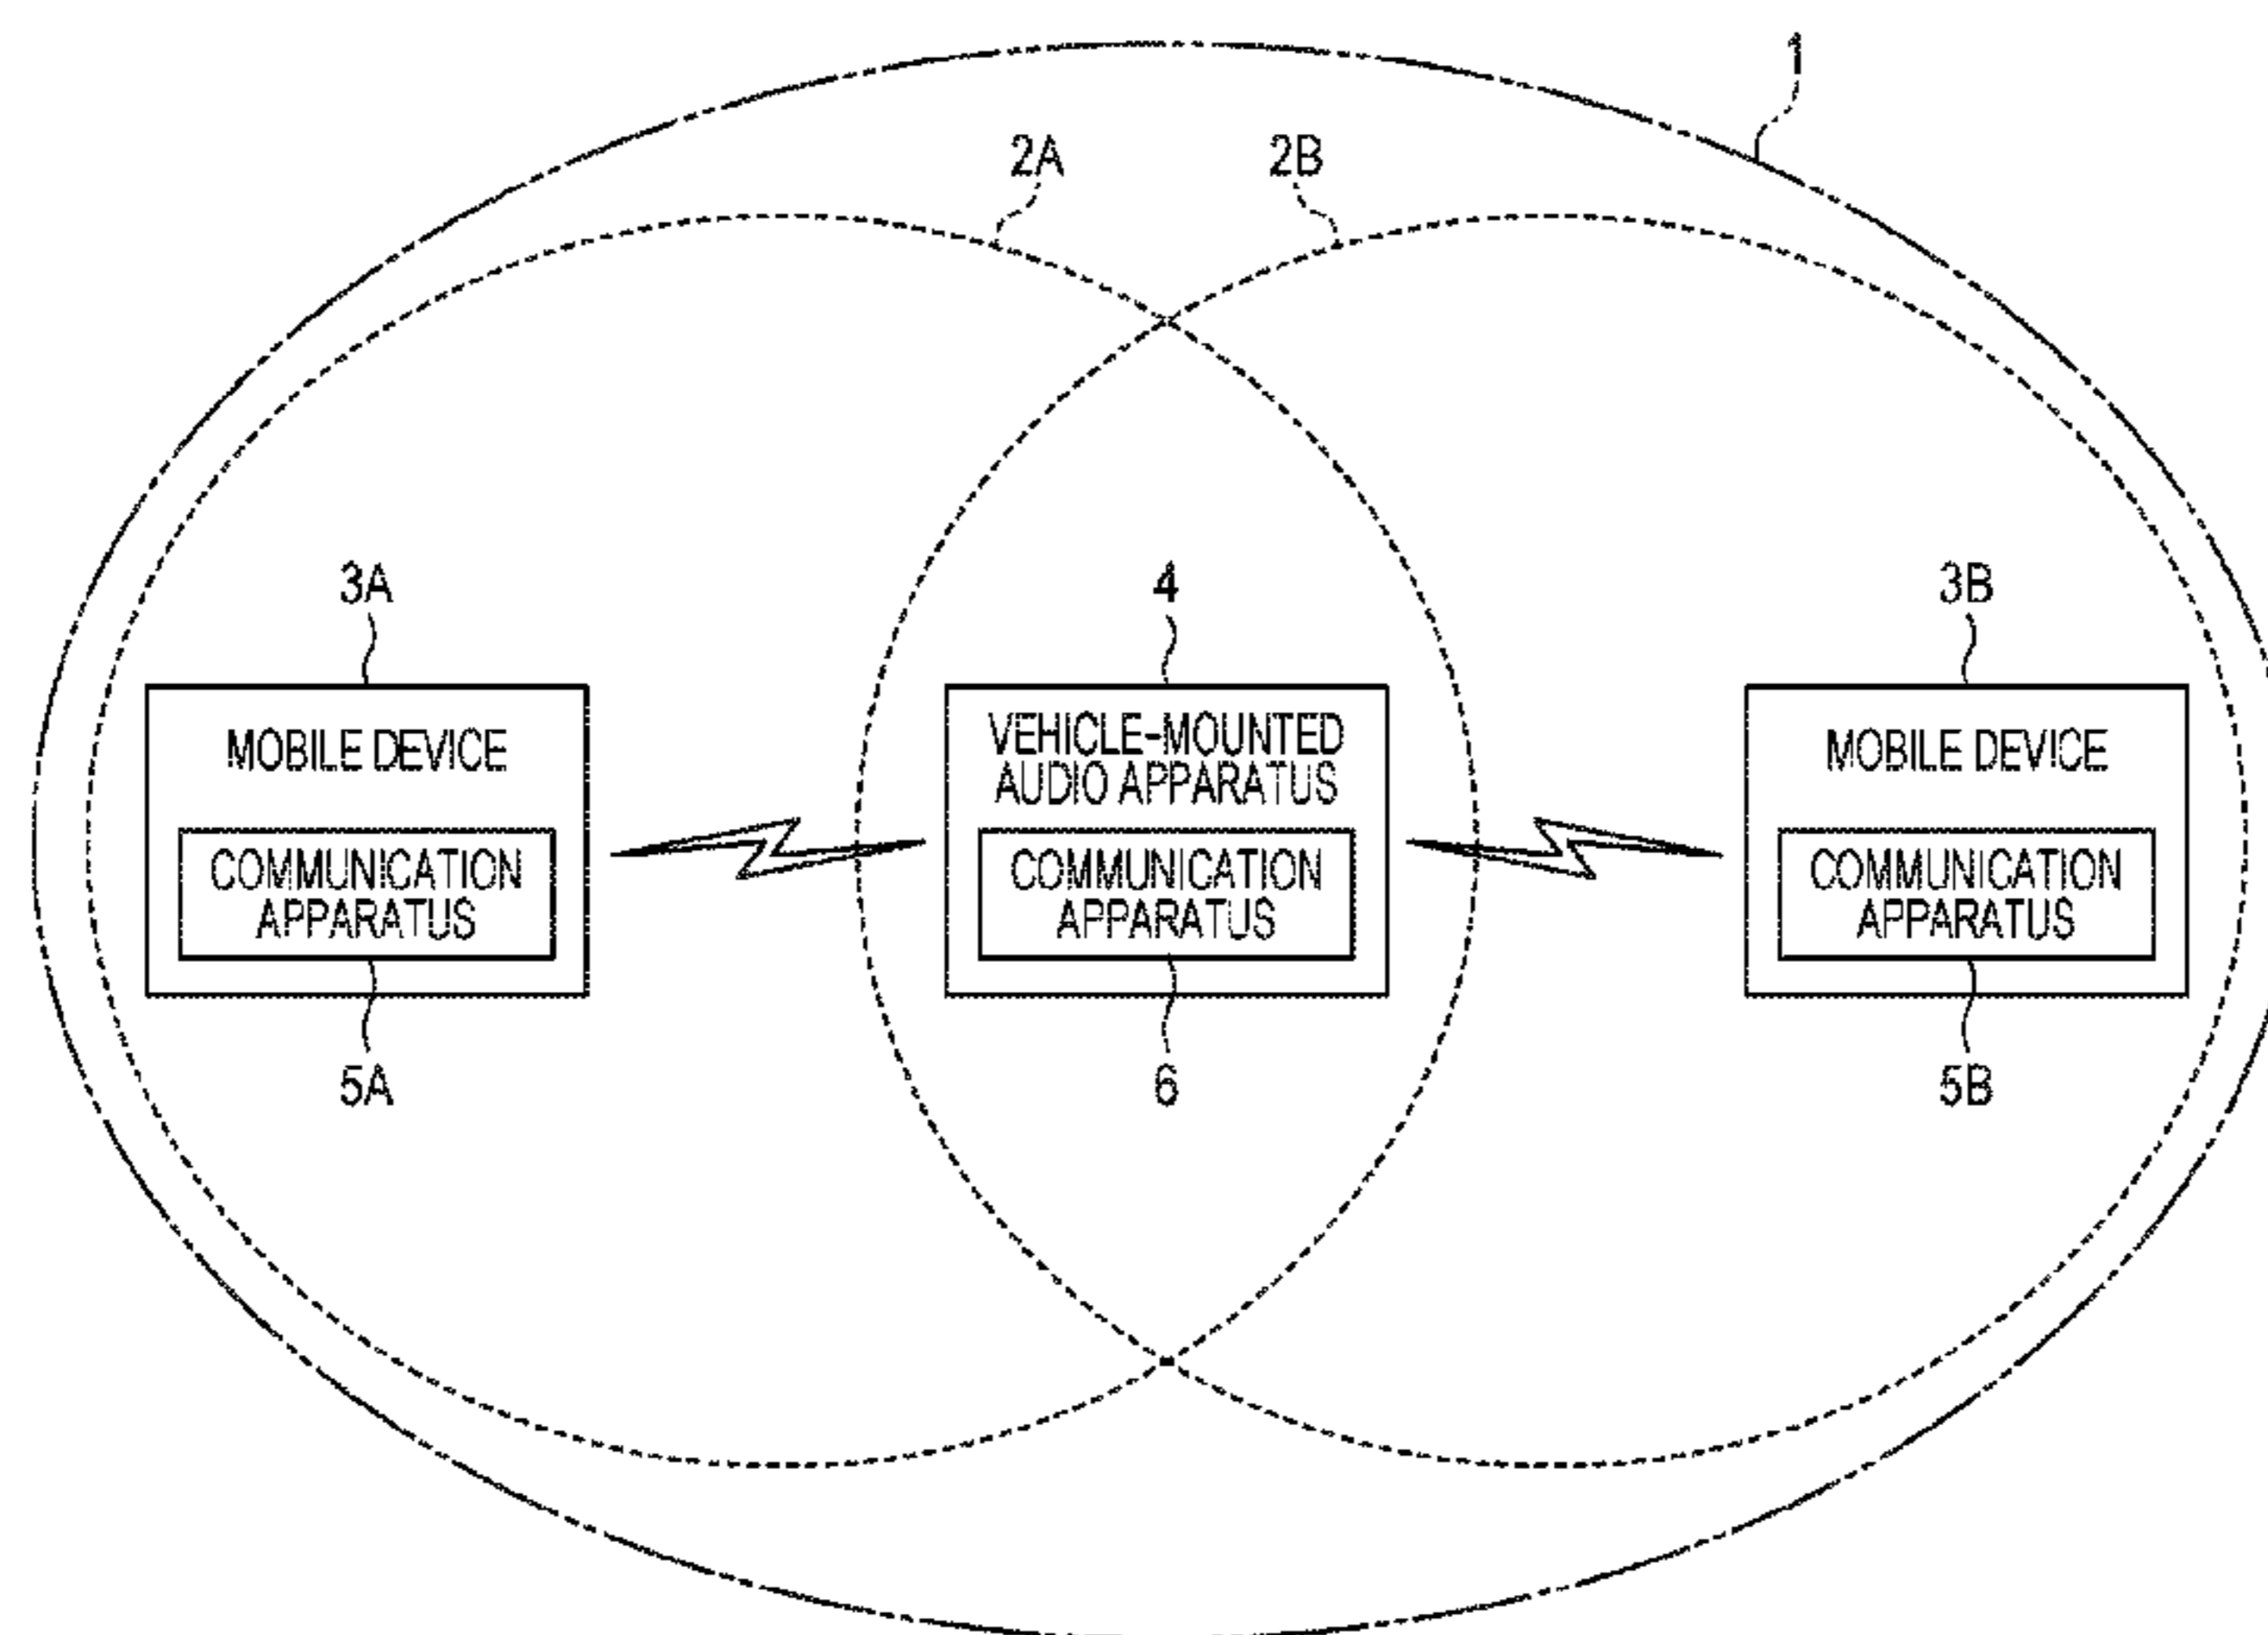 1
2A
2B
3A
4
3B
MOBILE DEVICE
COMMUNICATION
APPARATUS
VEHICLE-MOUNTED
AUDIO APPARATUS
COMMUNICATION
APPARATUS
MOBILE DEVICE
COMMUNICATION
APPARATUS
5A
6
5B